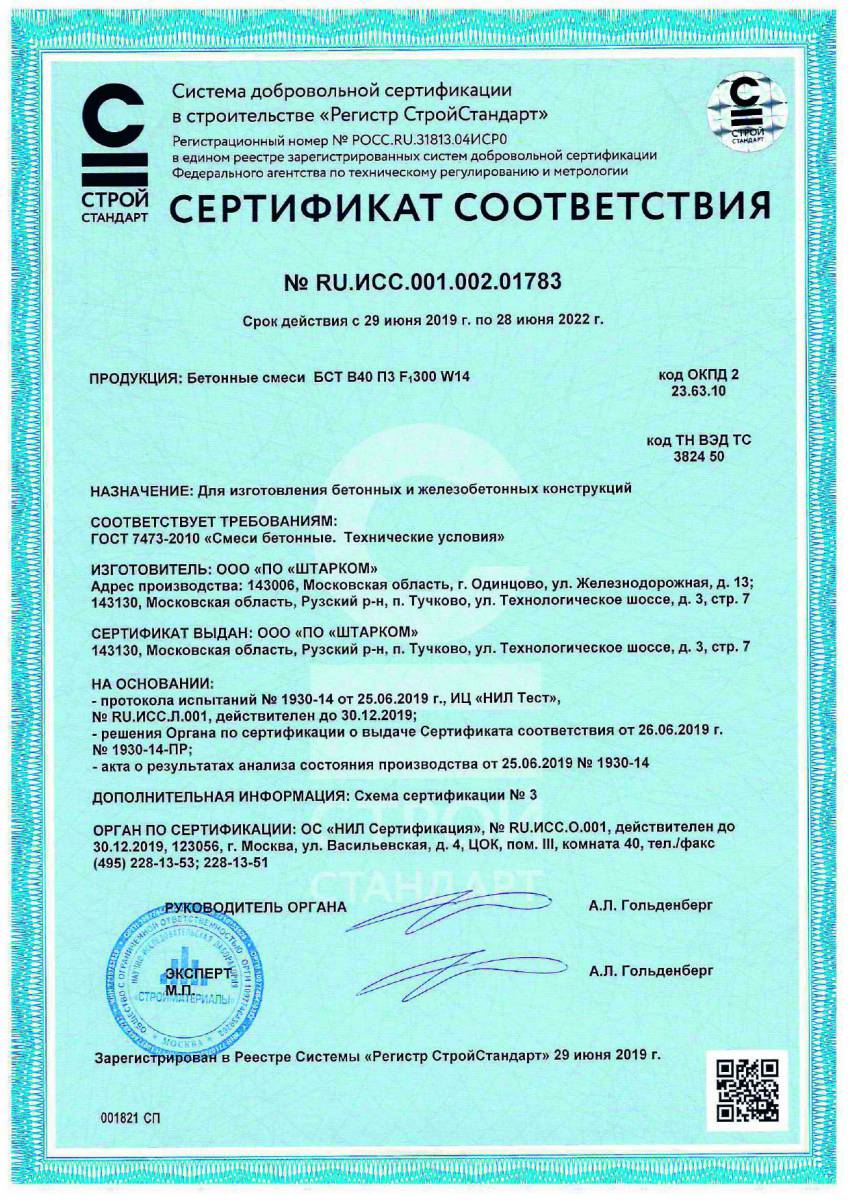 Система добровольной сертификации
в строительстве «Регистр СтройСтандарт»
Регистрационный номер № РОСС.RU.31813.04ИСР0
в едином реестре зарегистрированных систем добровольной сертификации
Федерального агентства по техническому регулированию и метрологии
СТРОЙ
СТАНДАРТ
СТРОЙ
СТАНДАРТ
СЕРТИФИКАТ СООТВЕТСТВИЯ
№ RU.ИСС.001.002.01783
Срок действия с 29 июня 2019 г. по 28 июня 2022 г.
ПРОДУКЦИЯ: Бетонные смеси БСТ В40 П3 F₁300 W14
код ОКПД 2
23.63.10
код ТН ВЭД ТС
3824 50
НАЗНАЧЕНИЕ: Для изготовления бетонных и железобетонных конструкций
СООТВЕТСТВУЕТ ТРЕБОВАНИЯМ:
ГОСТ 7473-2010 «Смеси бетонные. Технические условия»
ИЗГОТОВИТЕЛЬ: ООО «ПО «ШТАРКОМ»
Адрес производства: 143006, Московская область, г. Одинцово, ул. Железнодорожная, д. 13;
143130, Московская область, Рузский р-н, п. Тучково, ул. Технологическое шоссе, д. 3, стр. 7
СЕРТИФИКАТ ВЫДАН: ООО «ПО «ШТАРКОМ»
143130, Московская область, Рузский р-н, п. Тучково, ул. Технологическое шоссе, д. 3, стр. 7
НА ОСНОВАНИИ:
- протокола испытаний № 1930-14 от 25.06.2019 г., ИЦ «НИЛ Тест»,
№ RU.ИСС.Л.001, действителен до 30.12.2019;
- решения Органа по сертификации о выдаче Сертификата соответствия от 26.06.2019 г.
№ 1930-14-ПР;
- акта о результатах анализа состояния производства от 25.06.2019 № 1930-14
ДОПОЛНИТЕЛЬНАЯ ИНФОРМАЦИЯ: Схема сертификации № 3
ОРГАН ПО СЕРТИФИКАЦИИ: ОС «НИЛ Сертификация», № RU.ИСС.О.001, действителен до
30.12.2019, 123056, г. Москва, ул. Васильевская, д. 4, ЦОК, пом. III, комната 40, тел./факс
(495) 228-13-53; 228-13-51
СТРОЙ
СТАНДАРТ
РУКОВОДИТЕЛЬ ОРГАНА
А.Л. Гольденберг
ЭКСПЕРТ
М.П.
А.Л. Гольденберг
ОБЩЕСТВО С ОГРАНИЧЕННОЙ ОТВЕТСТВЕННОСТЬЮ
НАУЧНО-ИССЛЕДОВАТЕЛЬСКАЯ ЛАБОРАТОРИЯ
«СТРОЙМАТЕРИАЛЫ»
* МОСКВА *
Зарегистрирован в Реестре Системы «Регистр СтройСтандарт» 29 июня 2019 г.
001821 СП